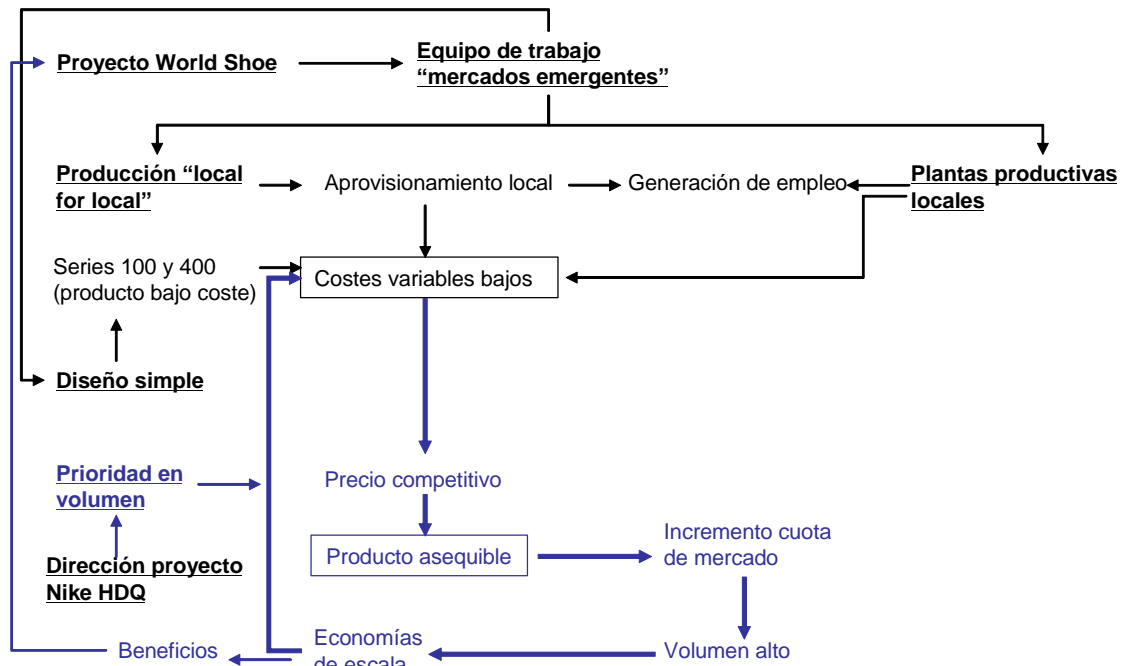 Proyecto World Shoe
Equipo de trabajo
“mercados emergentes”
Producción “local
for local”
Aprovisionamiento local
Generación de empleo
Plantas productivas
locales
Series 100 y 400
(producto bajo coste)
Costes variables bajos
Diseño simple
Prioridad en
volumen
Precio competitivo
Dirección proyecto
Nike HDQ
Producto asequible
Incremento cuota
de mercado
Beneficios
Economías
de escala
Volumen alto